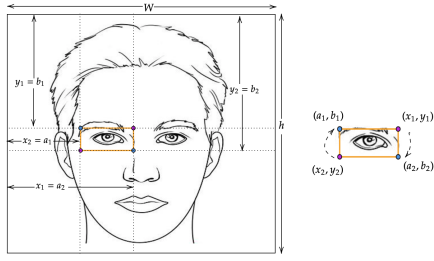 W
y₁ = b₁
y₂ = b₂
h
x₂ = a₁
x₁ = a₂
(a₁, b₁)
(x₁, y₁)
(x₂, y₂)
(a₂, b₂)